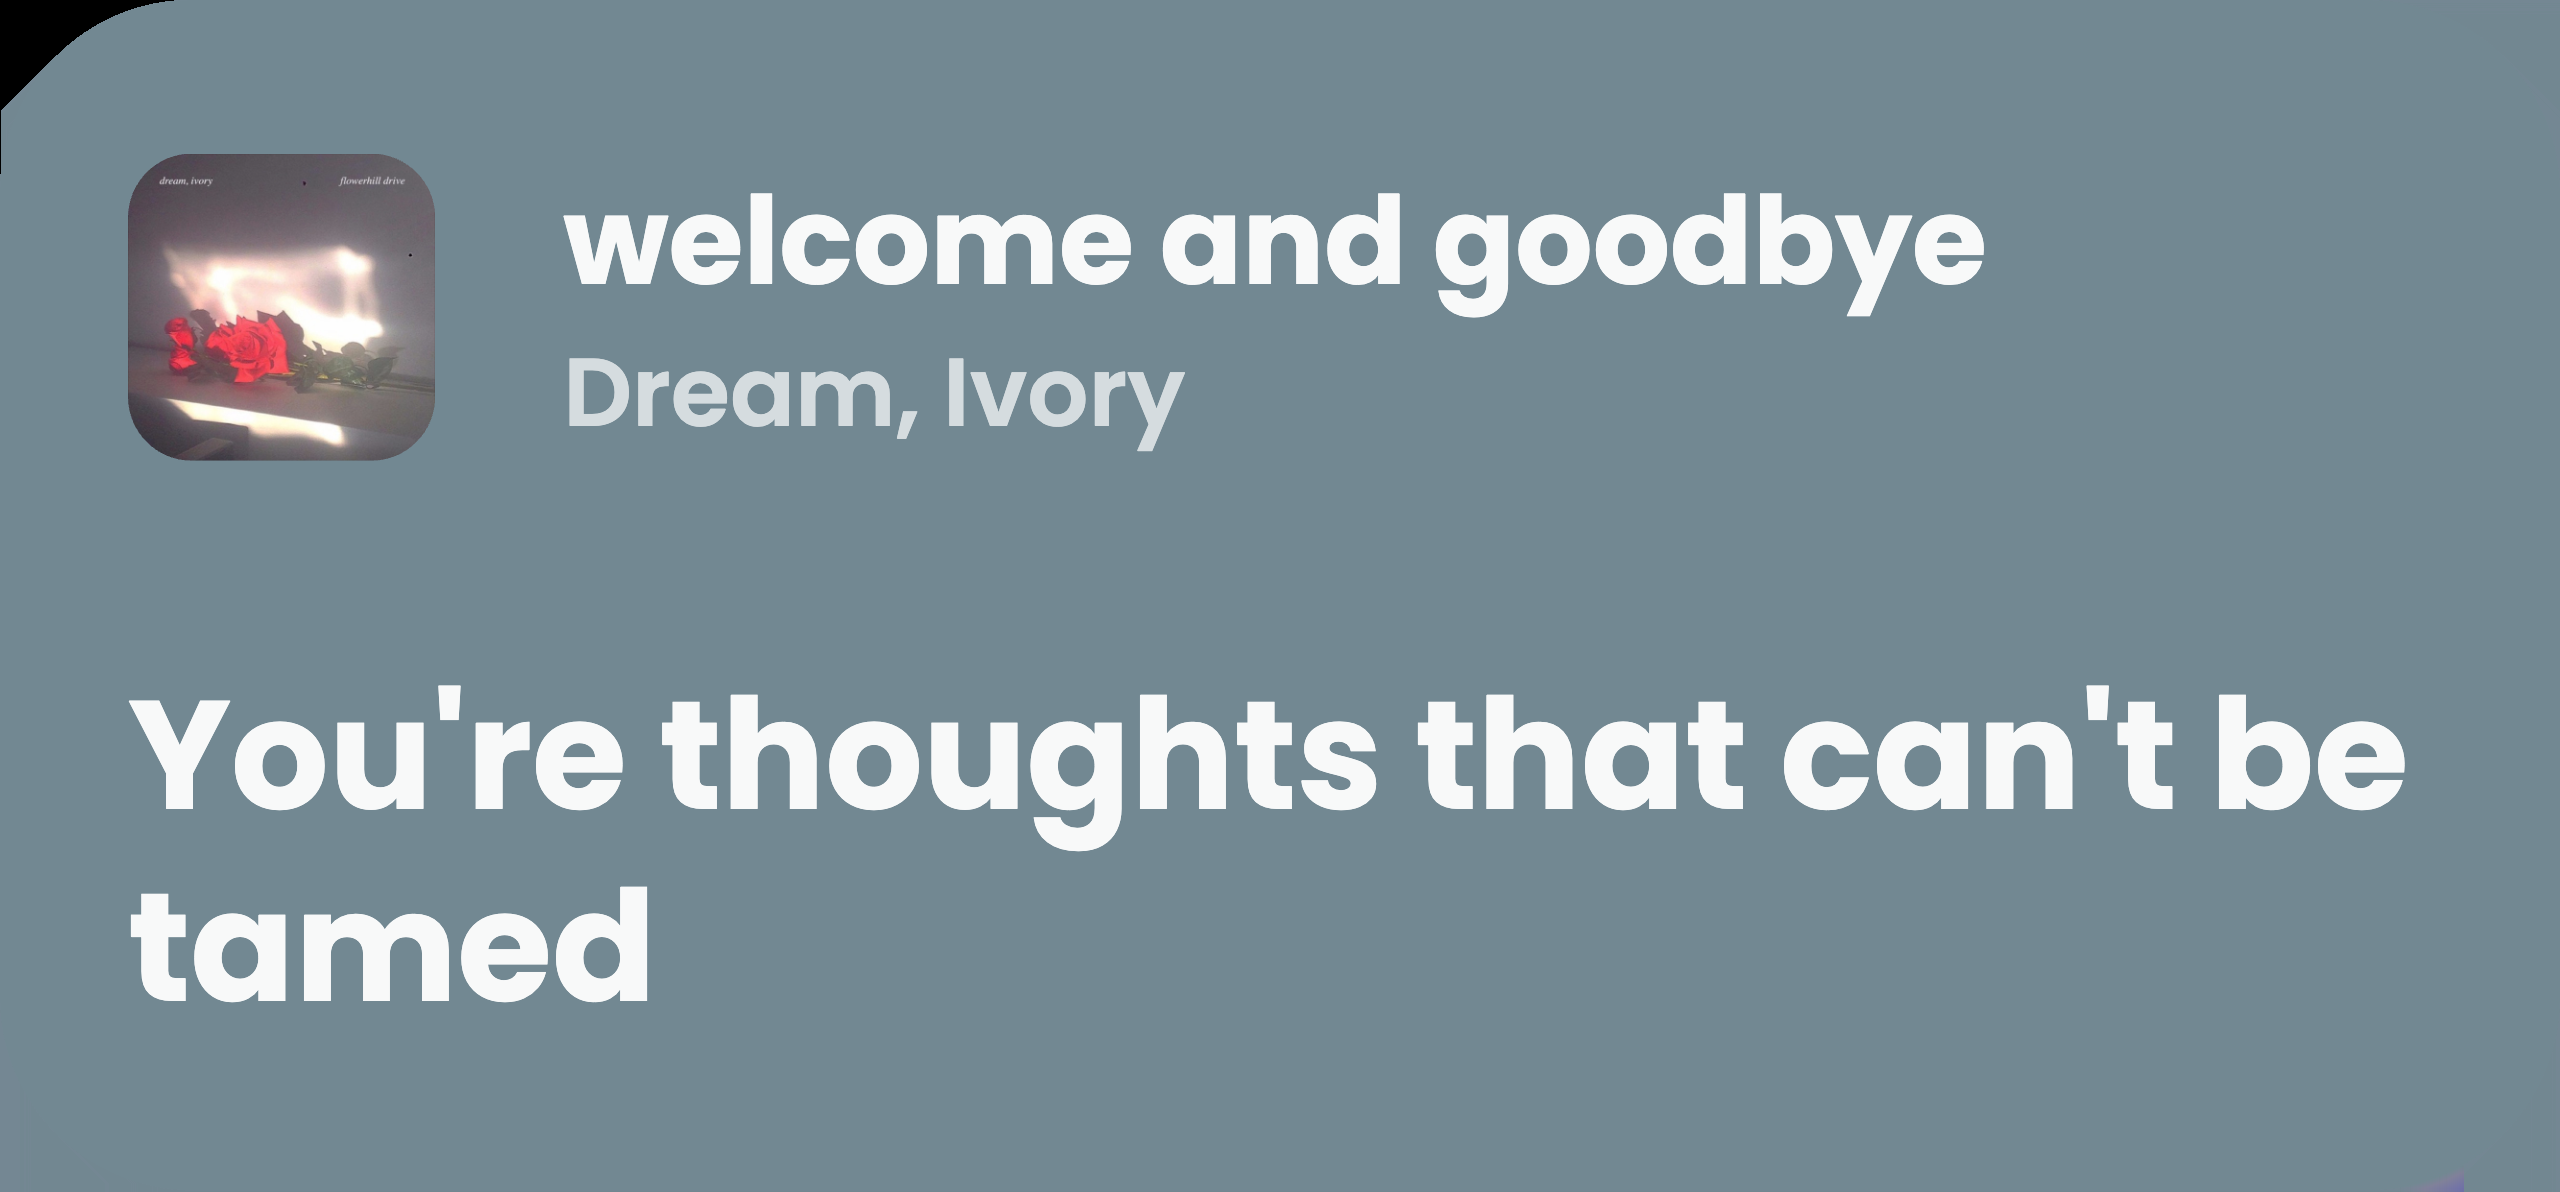 dream, ivory
flowerhill drive
welcome and goodbye
Dream, Ivory
You're thoughts that can't be
tamed